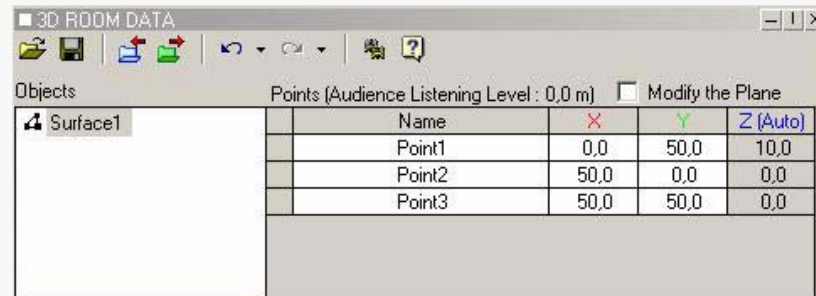 3D ROOM DATA
Objects
Points (Audience Listening Level : 0,0 m) Modify the Plane
Surface1
Name X Y Z (Auto)
Point1 0,0 50,0 10,0
Point2 50,0 0,0 0,0
Point3 50,0 50,0 0,0